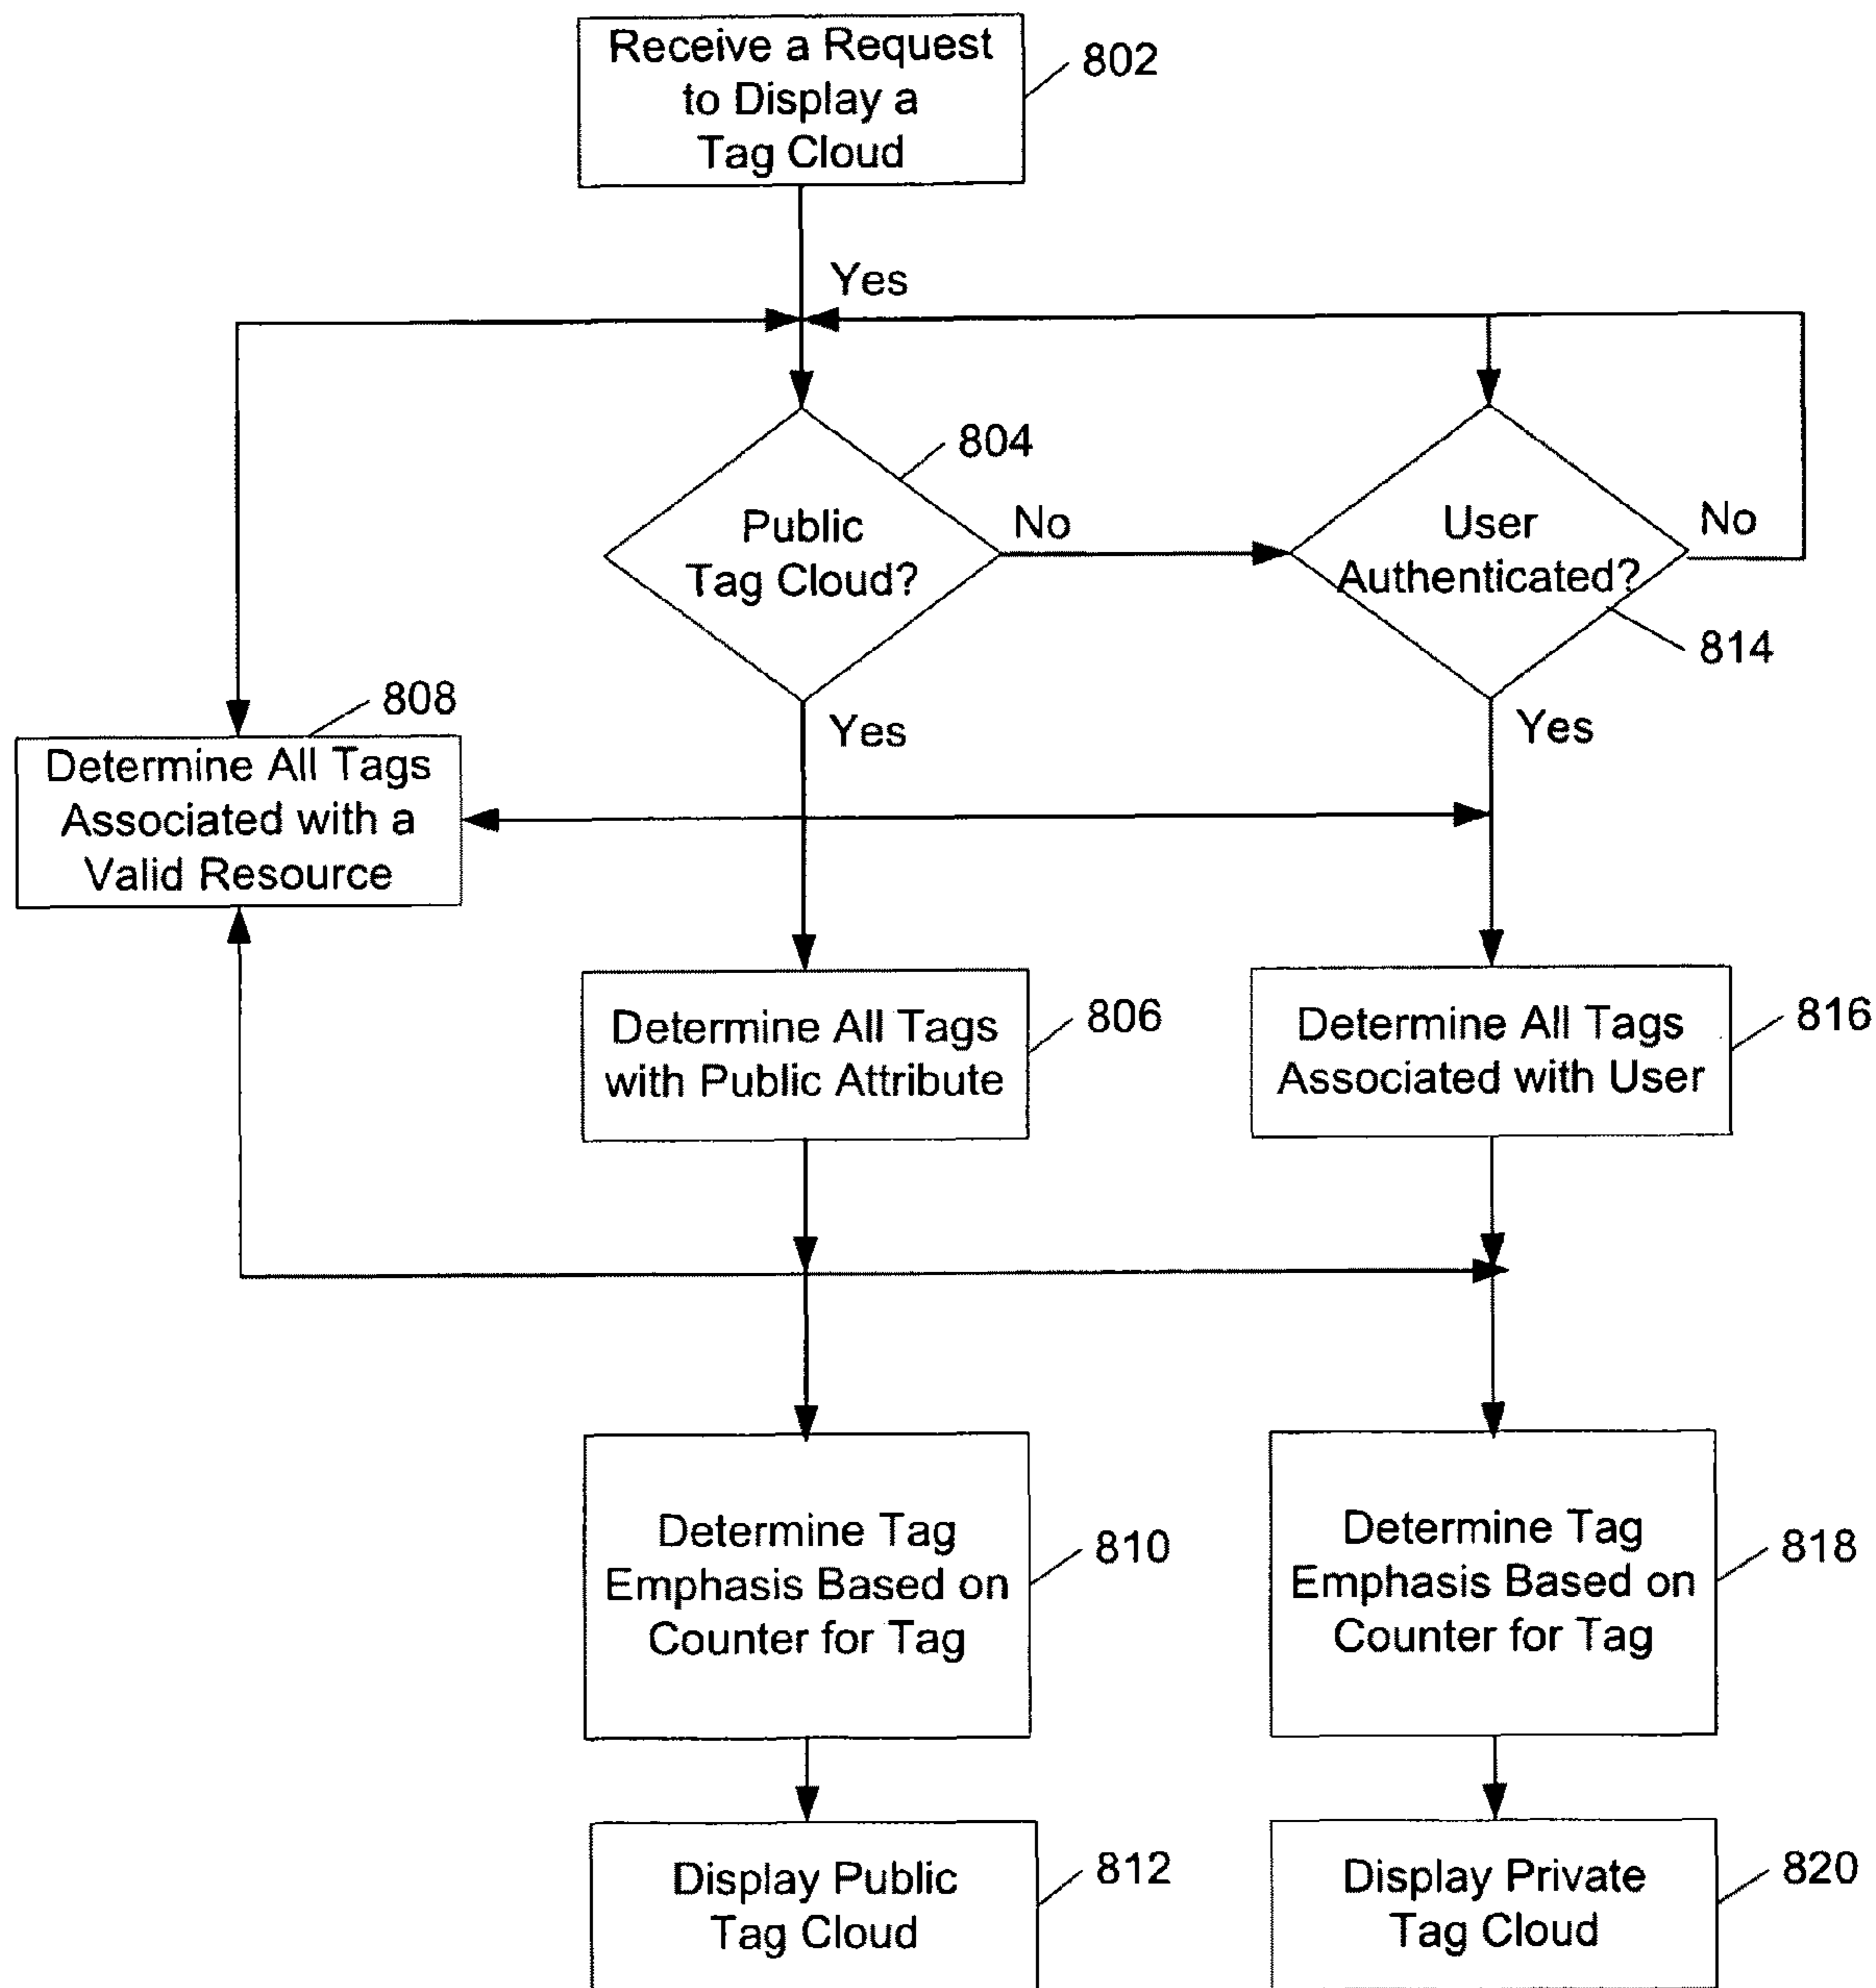 Receive a Request
to Display a
Tag Cloud
802
Yes
804
Public
Tag Cloud?
No
User
Authenticated?
No
814
Yes
Yes
808
Determine All Tags
Associated with a
Valid Resource
Determine All Tags
with Public Attribute
806
Determine All Tags
Associated with User
816
Determine Tag
Emphasis Based on
Counter for Tag
810
Determine Tag
Emphasis Based on
Counter for Tag
818
Display Public
Tag Cloud
812
Display Private
Tag Cloud
820